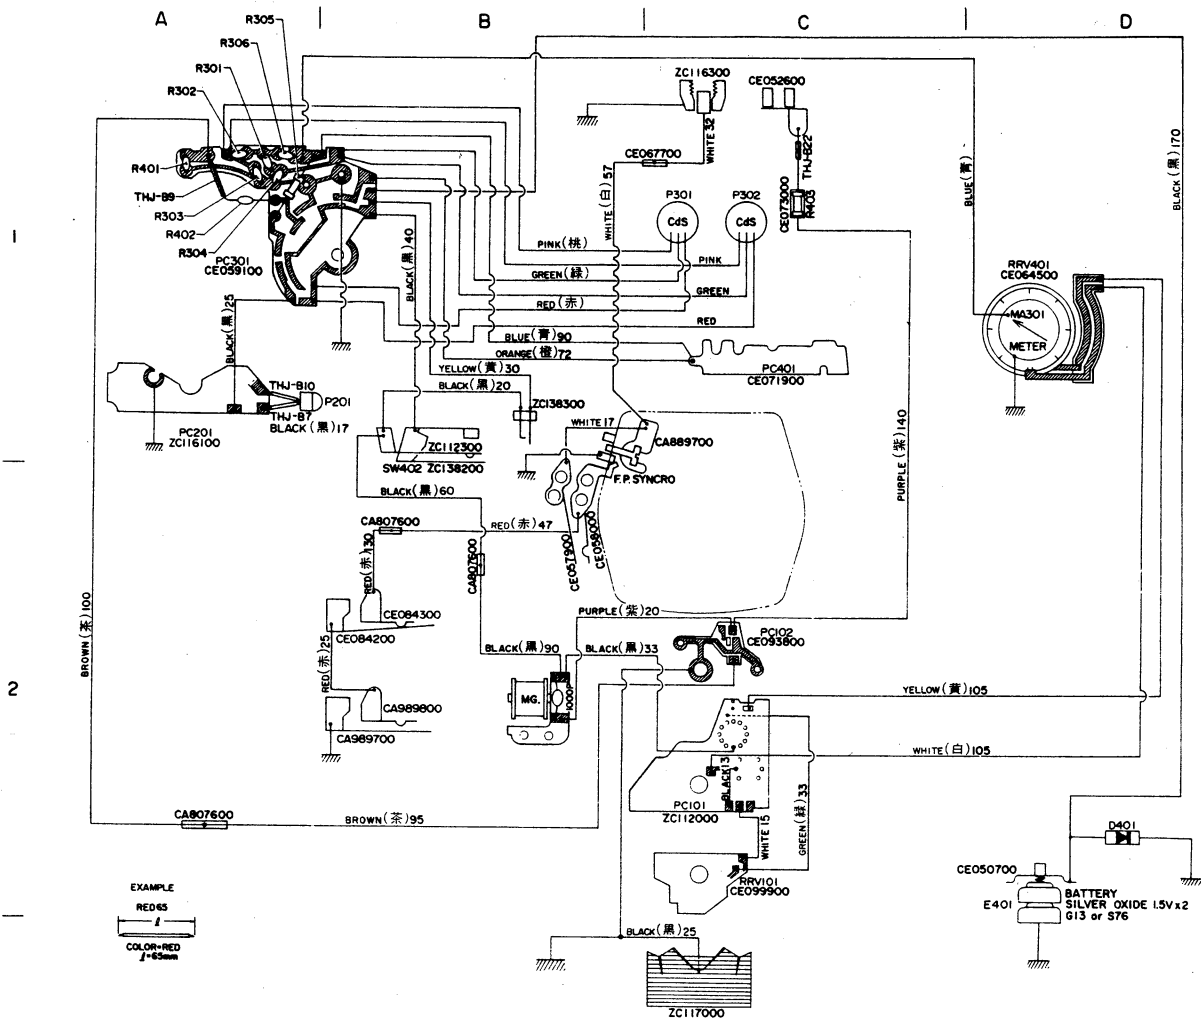 A
B
C
D
R305
R306
R301
R302
R401
THJ-B9
R303
R402
R304
PC301
CE059100
ZC116300
CE052600
WHITE 32
THJ-B22
CE067700
WHITE(白)57
CE073000
R403
P301
P302
CdS
CdS
BLUE(青)
BLACK(黒)170
1
PINK(桃)
PINK
GREEN(緑)
GREEN
RED(赤)
RED
BLACK(黒)40
BLACK(黒)25
BLUE(青)90
ORANGE(橙)72
YELLOW(黄)30
BLACK(黒)20
RRV401
CE064500
MA301
METER
PC401
CE071900
THJ-B10
P201
THJ-B7
BLACK(黒)17
PC201
ZC116100
ZC138300
WHITE 17
CA889700
ZC112300
SW402 ZC138200
F.P. SYNCRO
PURPLE(紫)140
BLACK(黒)60
CA807600
RED(赤)47
RED(赤)130
CA807600
CE057900
CE058000
CE084300
CE084200
BROWN(茶)100
RED(赤)25
PURPLE(紫)20
PC102
CE093800
BLACK(黒)90
BLACK(黒)33
2
MG.
1000P
YELLOW(黄)105
CA989800
CA989700
WHITE(白)105
BLACK 13
PC101
ZC112000
GREEN(緑)33
WHITE 15
CA807600
BROWN(茶)95
D401
RRV101
CE099900
CE050700
E401
BATTERY
SILVER OXIDE 1.5V x 2
G13 or S76
EXAMPLE
RED65
ℓ
COLOR=RED
ℓ=65mm
BLACK(黒)25
ZC117000